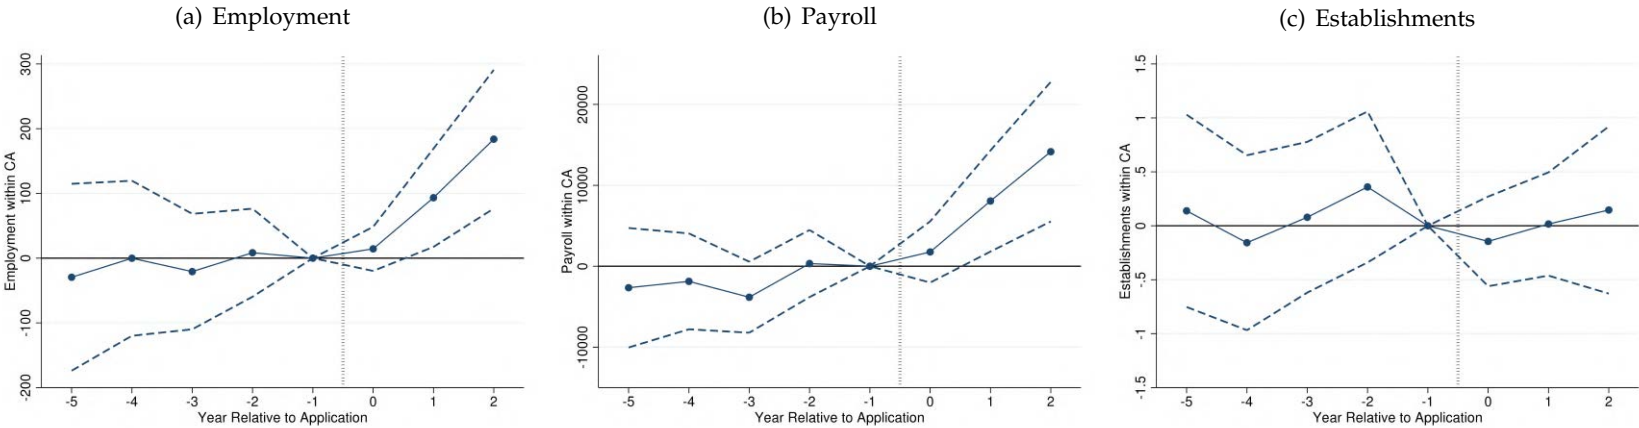 (a) Employment
Employment within CA
300
200
100
0
-100
-200
-5 -4 -3 -2 -1 0 1 2
Year Relative to Application
(b) Payroll
Payroll within CA
20000
10000
0
-10000
-5 -4 -3 -2 -1 0 1 2
Year Relative to Application
(c) Establishments
Establishments within CA
1.5
1
.5
0
-.5
-1
-1.5
-5 -4 -3 -2 -1 0 1 2
Year Relative to Application